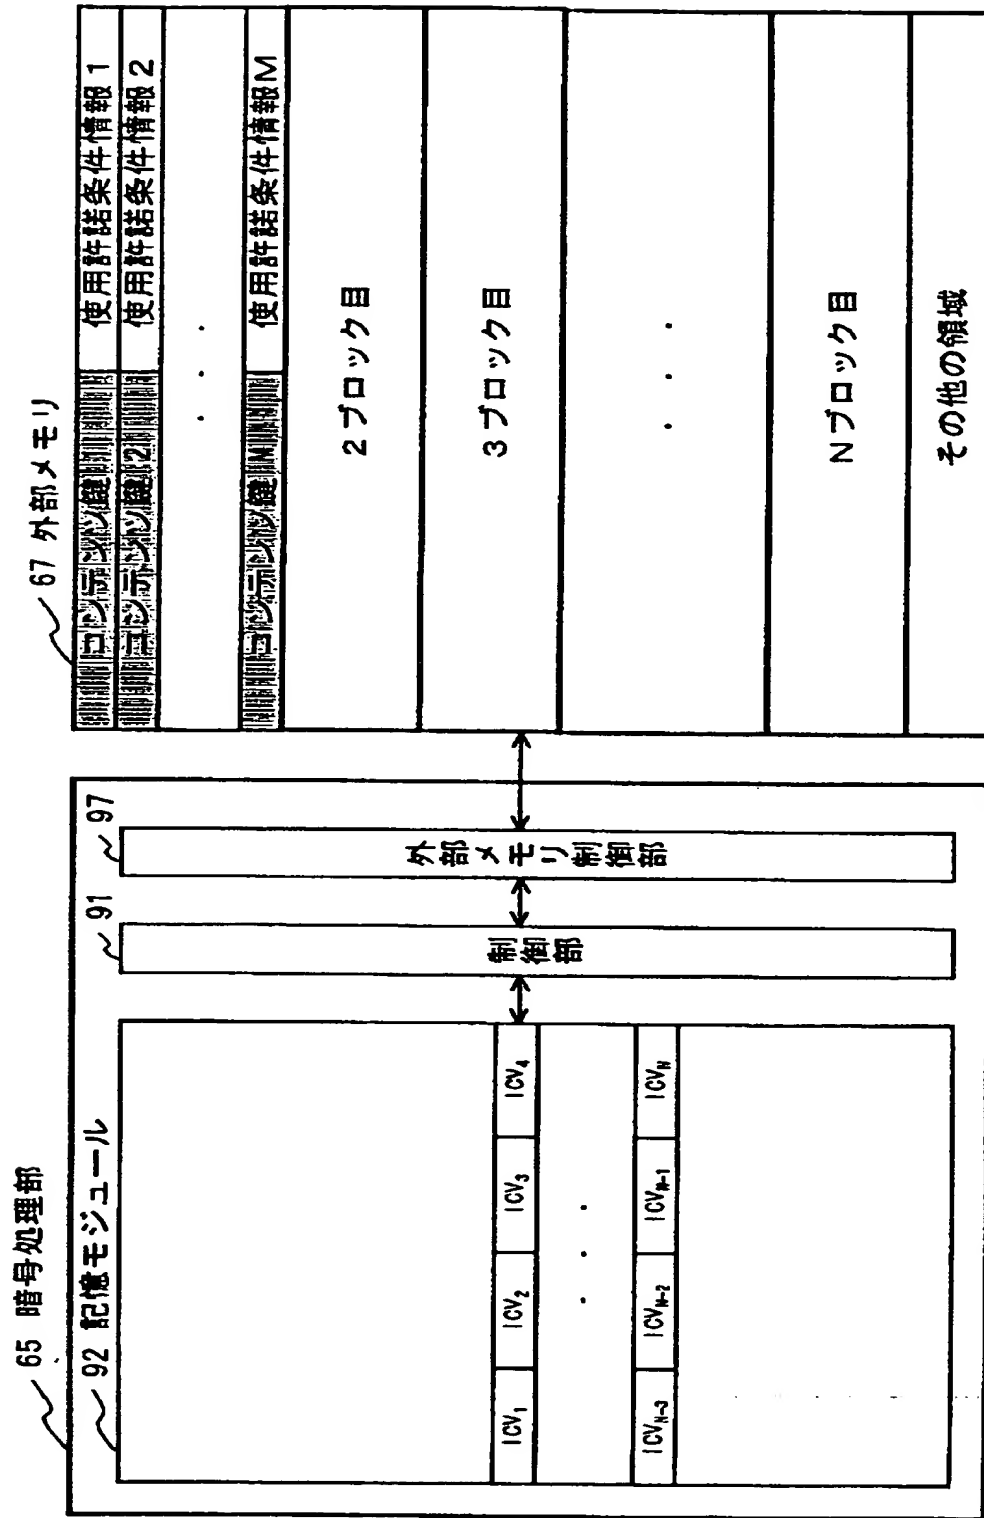 65 暗号処理部
92 記憶モジュール
ICV₁ ICV₂ ICV₃ ICV₄
· · ·
ICV_N-3 ICV_N-2 ICV_N-1 ICV_N
91
制御部
97
外部メモリ制御部
67 外部メモリ
コンテンツ鍵1 使用許諾条件情報1
コンテンツ鍵2 使用許諾条件情報2
· · ·
コンテンツ鍵M 使用許諾条件情報M
2ブロック目
3ブロック目
· · ·
Nブロック目
その他の領域